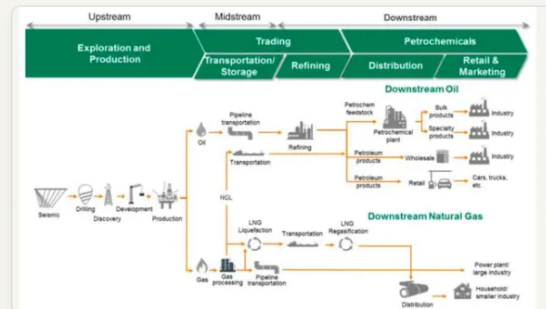 Upstream
Midstream
Downstream
Exploration and
Production
Trading
Petrochemicals
Transportation/
Storage
Refining
Distribution
Retail &
Marketing
Downstream Oil
Pipeline
transportation
Oil
Refining
Petrochem
feedstock
Petrochemical
plant
Bulk
products
Industry
Specialty
products
Industry
Transportation
Petroleum
products
Wholesale
Industry
Petroleum
products
Retail
Cars, trucks,
etc.
Seismic
Drilling
Discovery
Development
Production
NGL
Downstream Natural Gas
LNG
Liquefaction
Transportation
LNG
Regasification
Gas
Gas
processing
Pipeline
transportation
Power plant/
large industry
Distribution
Household/
smaller industry